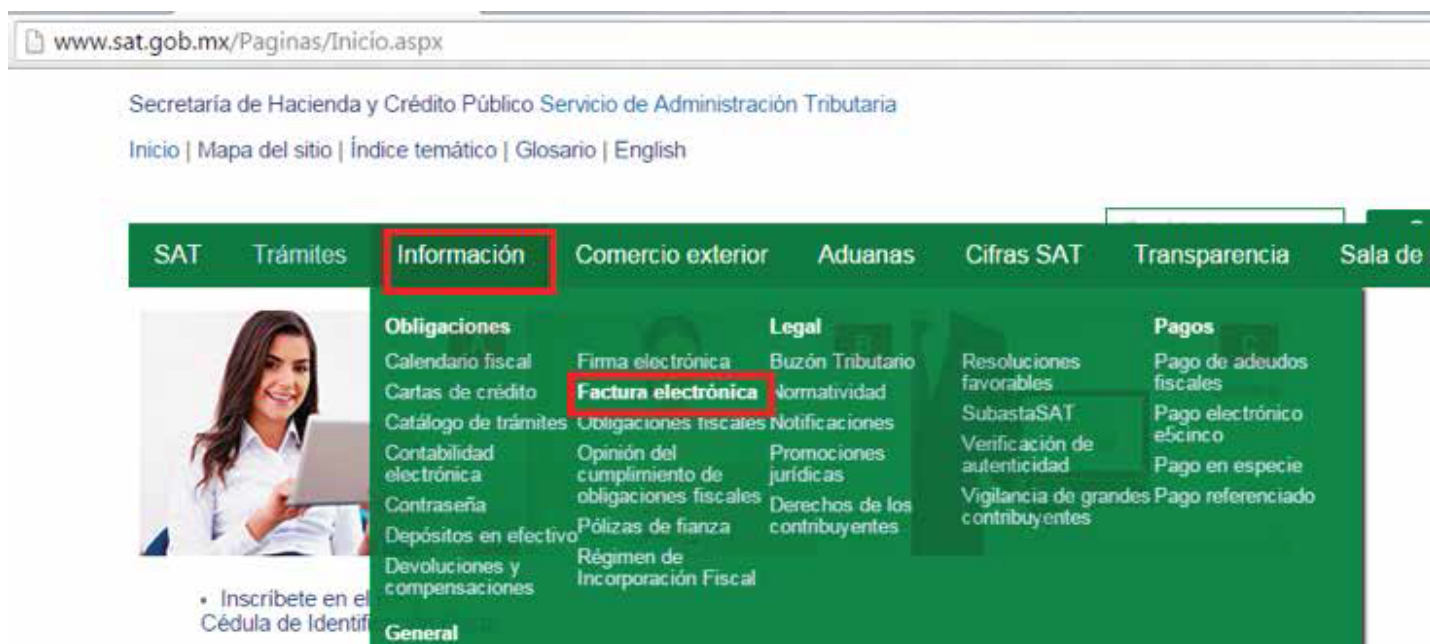 www.sat.gob.mx/Paginas/Inicio.aspx
Secretaría de Hacienda y Crédito Público Servicio de Administración Tributaria
Inicio | Mapa del sitio | Índice temático | Glosario | English
SAT Trámites Información Comercio exterior Aduanas Cifras SAT Transparencia Sala de
Obligaciones
Calendario fiscal
Cartas de crédito
Catálogo de trámites
Contabilidad
electrónica
Contraseña
Depósitos en efectivo
Devoluciones y
compensaciones
Firma electrónica
Factura electrónica
Obligaciones fiscales
Opinión del
cumplimiento de
obligaciones fiscales
Pólizas de fianza
Régimen de
Incorporación Fiscal
Legal
Buzón Tributario
Normatividad
Notificaciones
Promociones
jurídicas
Derechos de los
contribuyentes
Resoluciones
favorables
SubastaSAT
Verificación de
autenticidad
Vigilancia de grandes
contribuyentes
Pagos
Pago de adeudos
fiscales
Pago electrónico
e5cinco
Pago en especie
Pago referenciado
General
Inscríbete en el
Cédula de Identifi